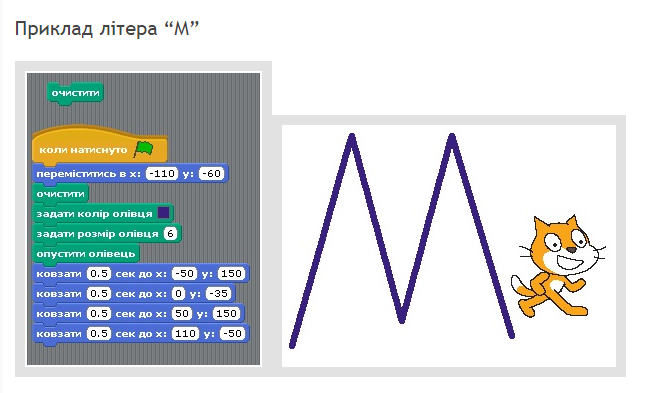 Приклад літера “М”
очистити
коли натиснуто
переміститись в х: -110 у: -60
очистити
задати колір олівця
задати розмір олівця 6
опустити олівець
ковзати 0.5 сек до х: -50 у: 150
ковзати 0.5 сек до х: 0 у: -35
ковзати 0.5 сек до х: 50 у: 150
ковзати 0.5 сек до х: 110 у: -50